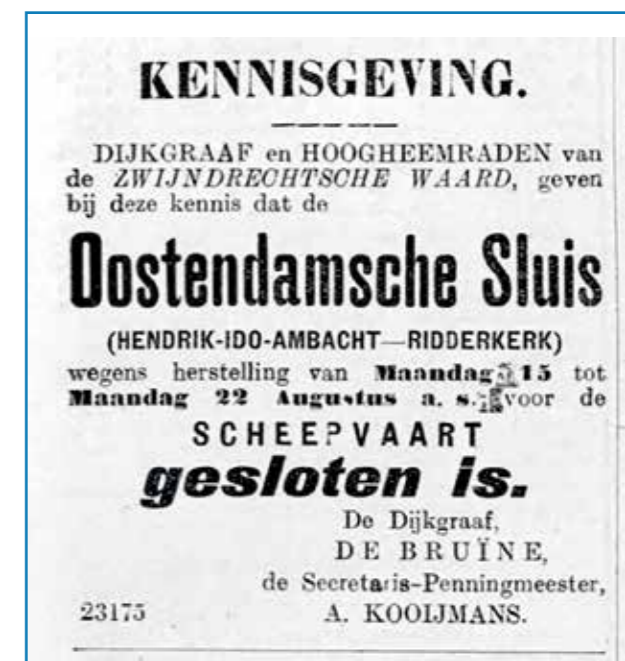 KENNISGEVING.
DIJKGRAAF en HOOGHEEMRADEN van
de ZWIJNDRECHTSCHE WAARD, geven
bij deze kennis dat de
Oostendamsche Sluis
(HENDRIK-IDO-AMBACHT—RIDDERKERK)
wegens herstelling van Maandag 15 tot
Maandag 22 Augustus a. s. voor de
SCHEEPVAART
gesloten is.
De Dijkgraaf,
DE BRUÏNE,
de Secretaris-Penningmeester,
23175 A. KOOIJMANS.